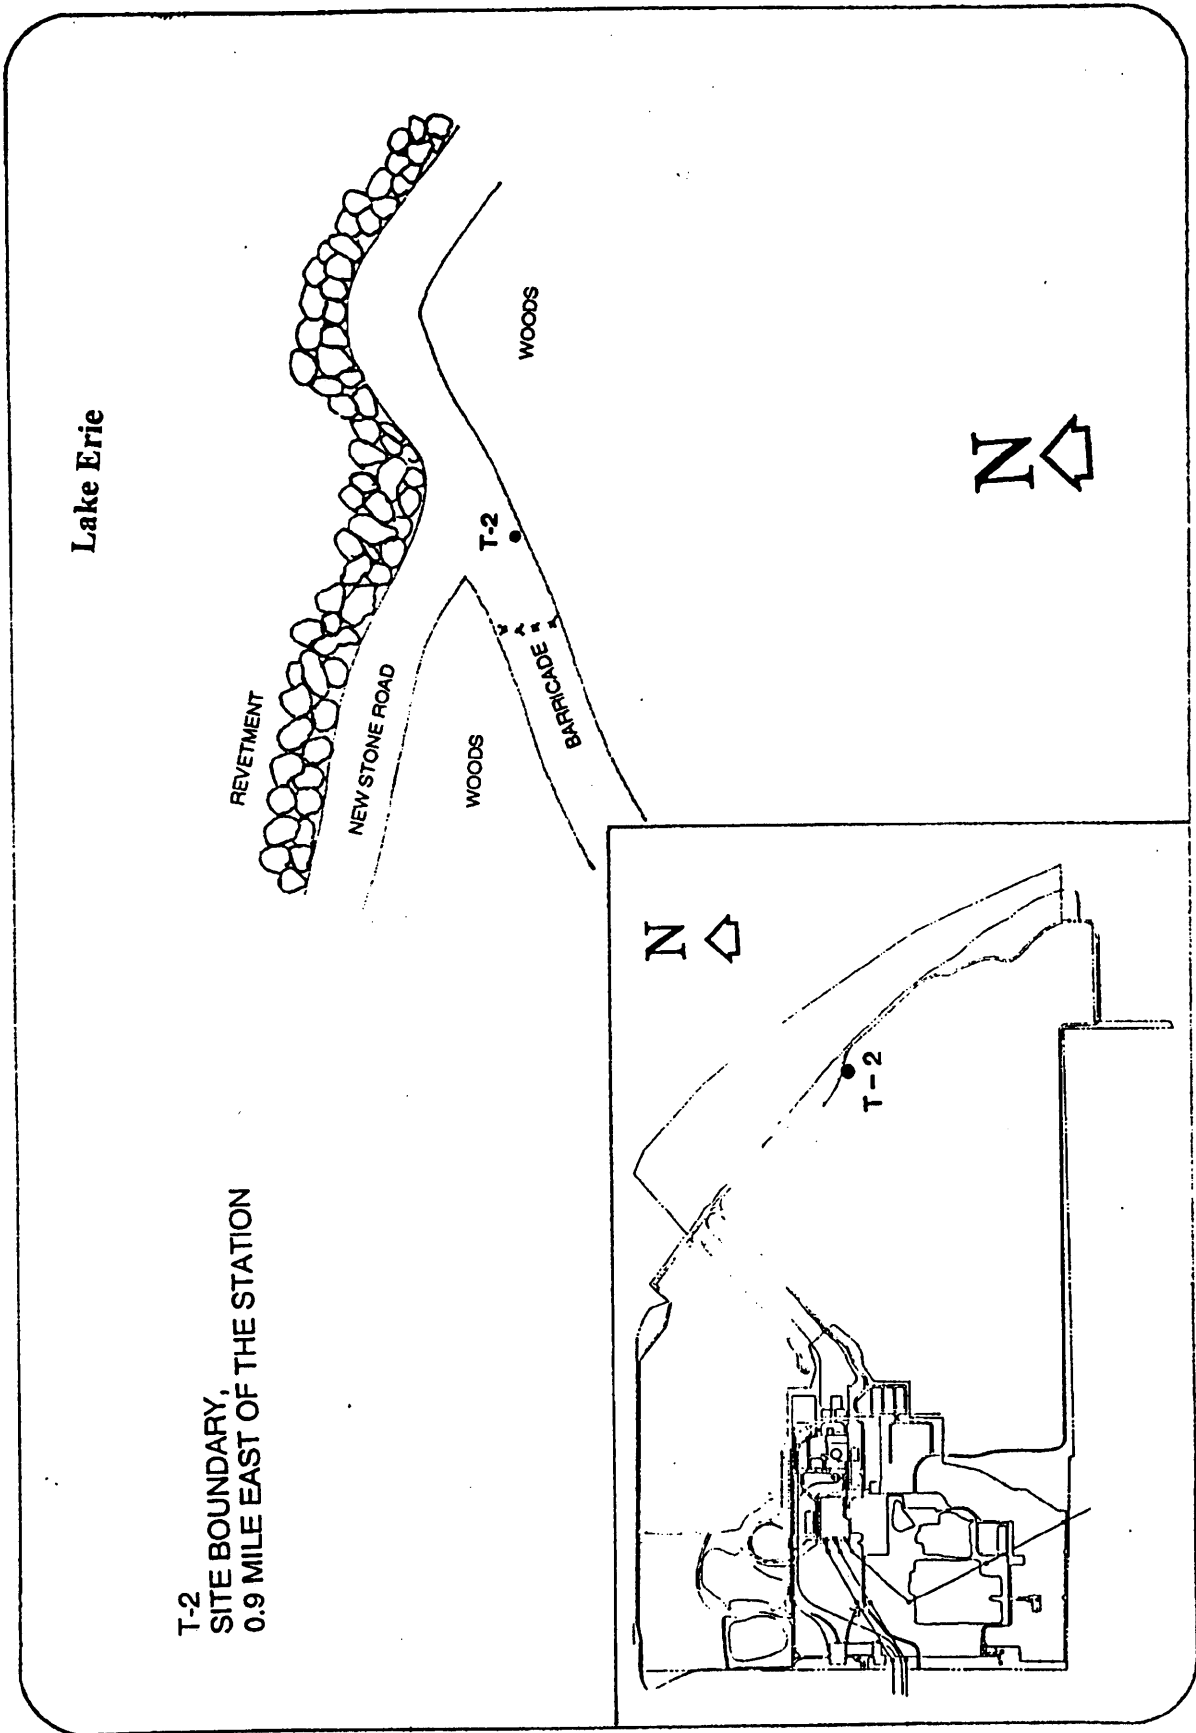 T-2
SITE BOUNDARY,
0.9 MILE EAST OF THE STATION
Lake Erie
REVETMENT
NEW STONE ROAD
WOODS
BARRICADE
T-2
WOODS
N
N
T-2